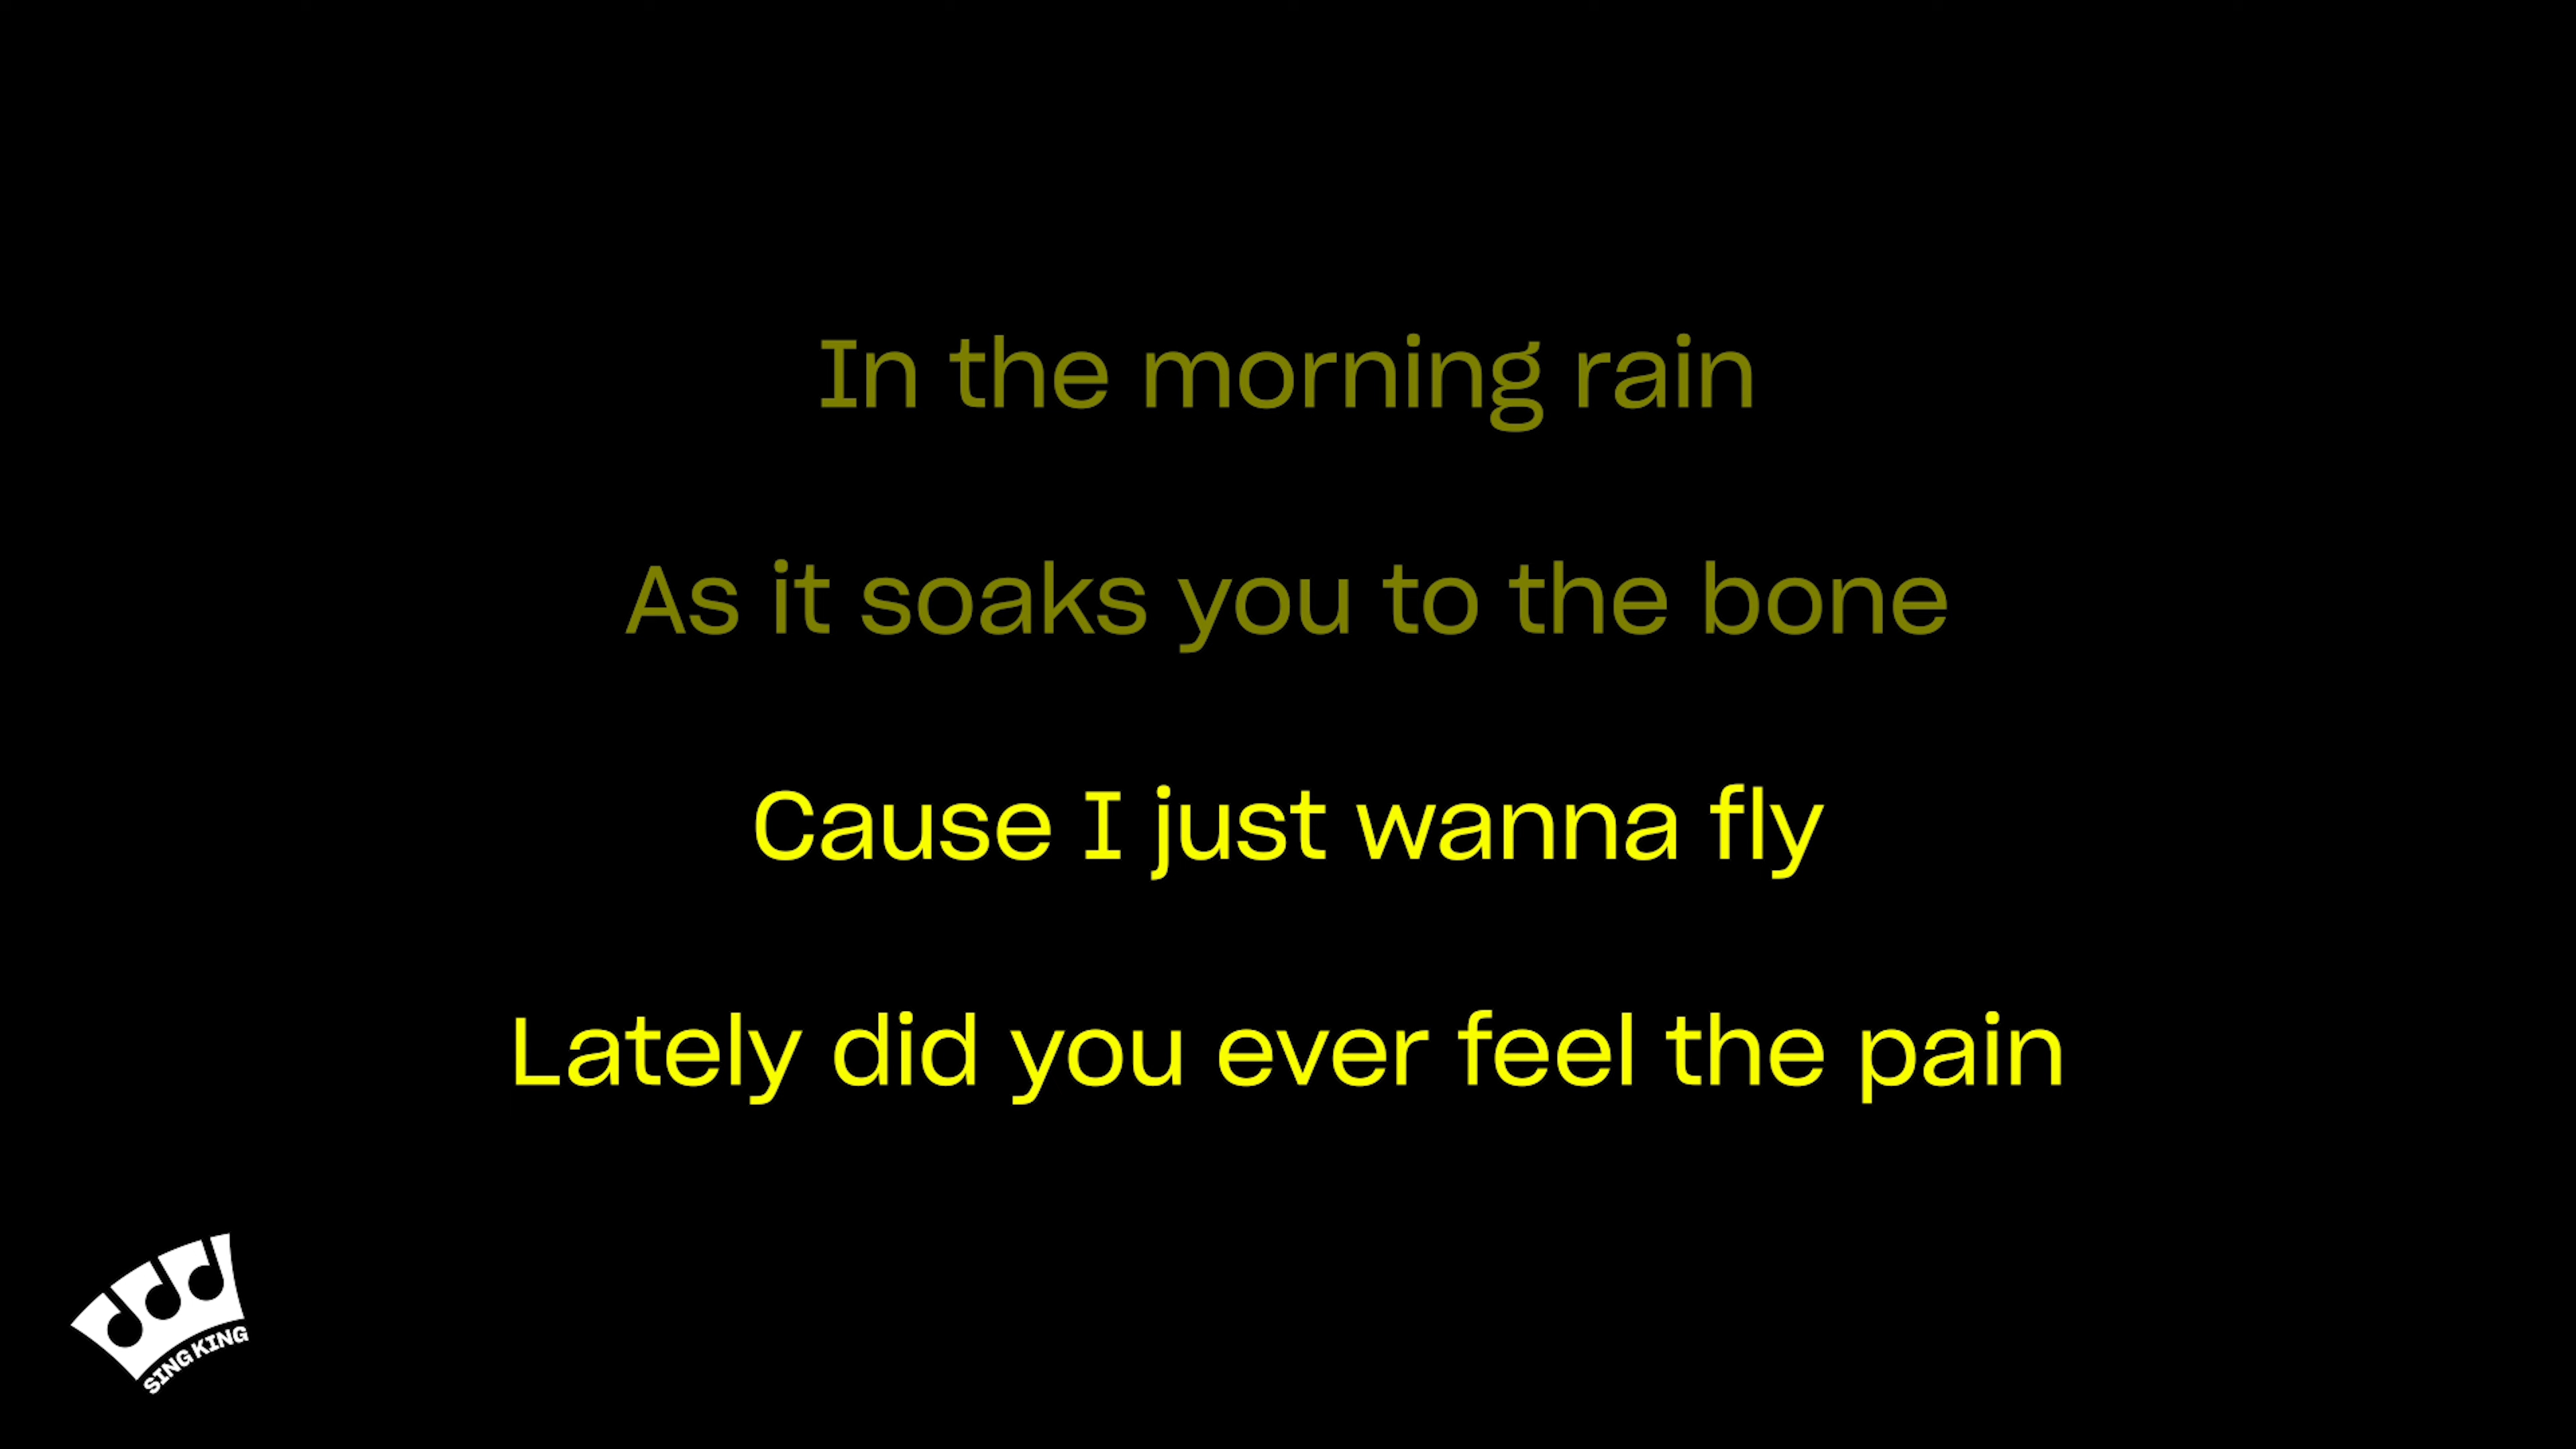 In the morning rain
As it soaks you to the bone
Cause I just wanna fly
Lately did you ever feel the pain
SING KING